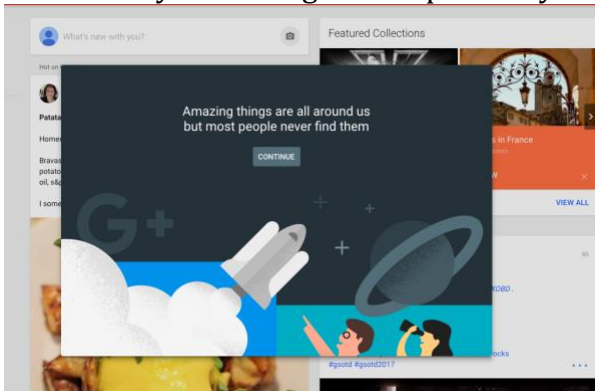 What's new with you?
Featured Collections
Hot on
Amazing things are all around us
but most people never find them
CONTINUE
G+
Patata
Home
Bravas
potato
oil, s&p
I some
s in France
VIEW ALL
#gsotd #gsotd2017
rocks